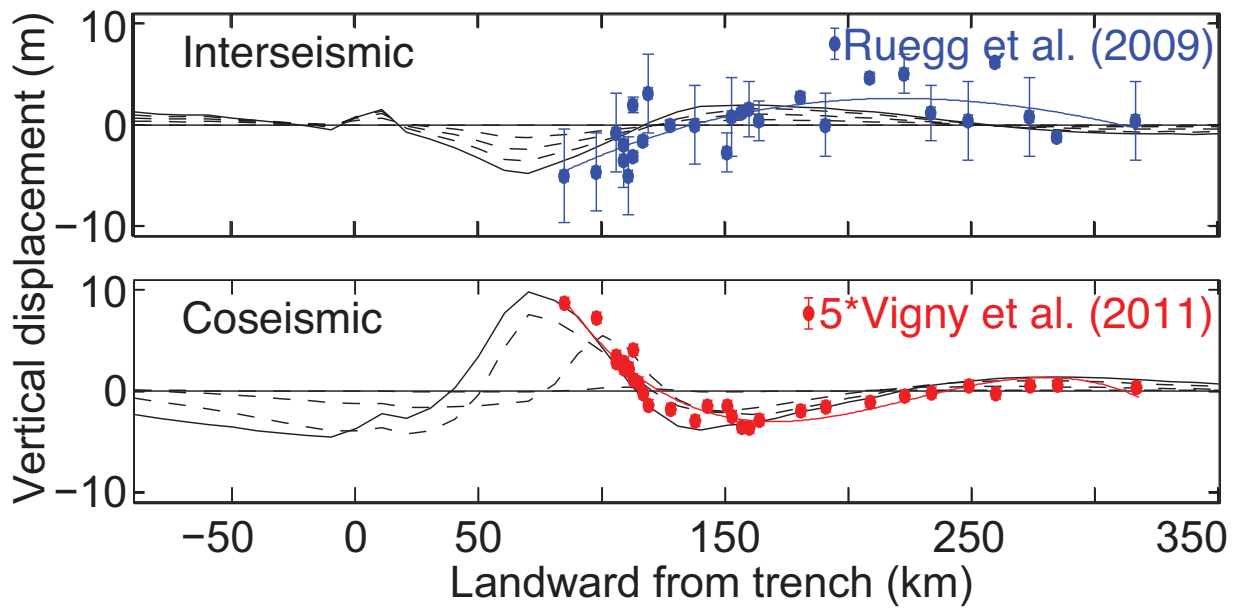 Vertical displacement (m)
10
0
−10
Interseismic
Ruegg et al. (2009)
10
0
−10
Coseismic
5*Vigny et al. (2011)
−50 0 50 150 250 350
Landward from trench (km)